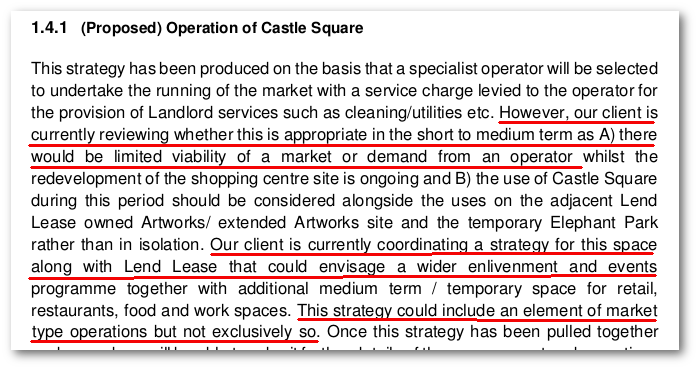 1.4.1 (Proposed) Operation of Castle Square
This strategy has been produced on the basis that a specialist operator will be selected
to undertake the running of the market with a service charge levied to the operator for
the provision of Landlord services such as cleaning/utilities etc. However, our client is
currently reviewing whether this is appropriate in the short to medium term as A) there
would be limited viability of a market or demand from an operator whilst the
redevelopment of the shopping centre site is ongoing and B) the use of Castle Square
during this period should be considered alongside the uses on the adjacent Lend
Lease owned Artworks/ extended Artworks site and the temporary Elephant Park
rather than in isolation. Our client is currently coordinating a strategy for this space
along with Lend Lease that could envisage a wider enlivenment and events
programme together with additional medium term / temporary space for retail,
restaurants, food and work spaces. This strategy could include an element of market
type operations but not exclusively so. Once this strategy has been pulled together